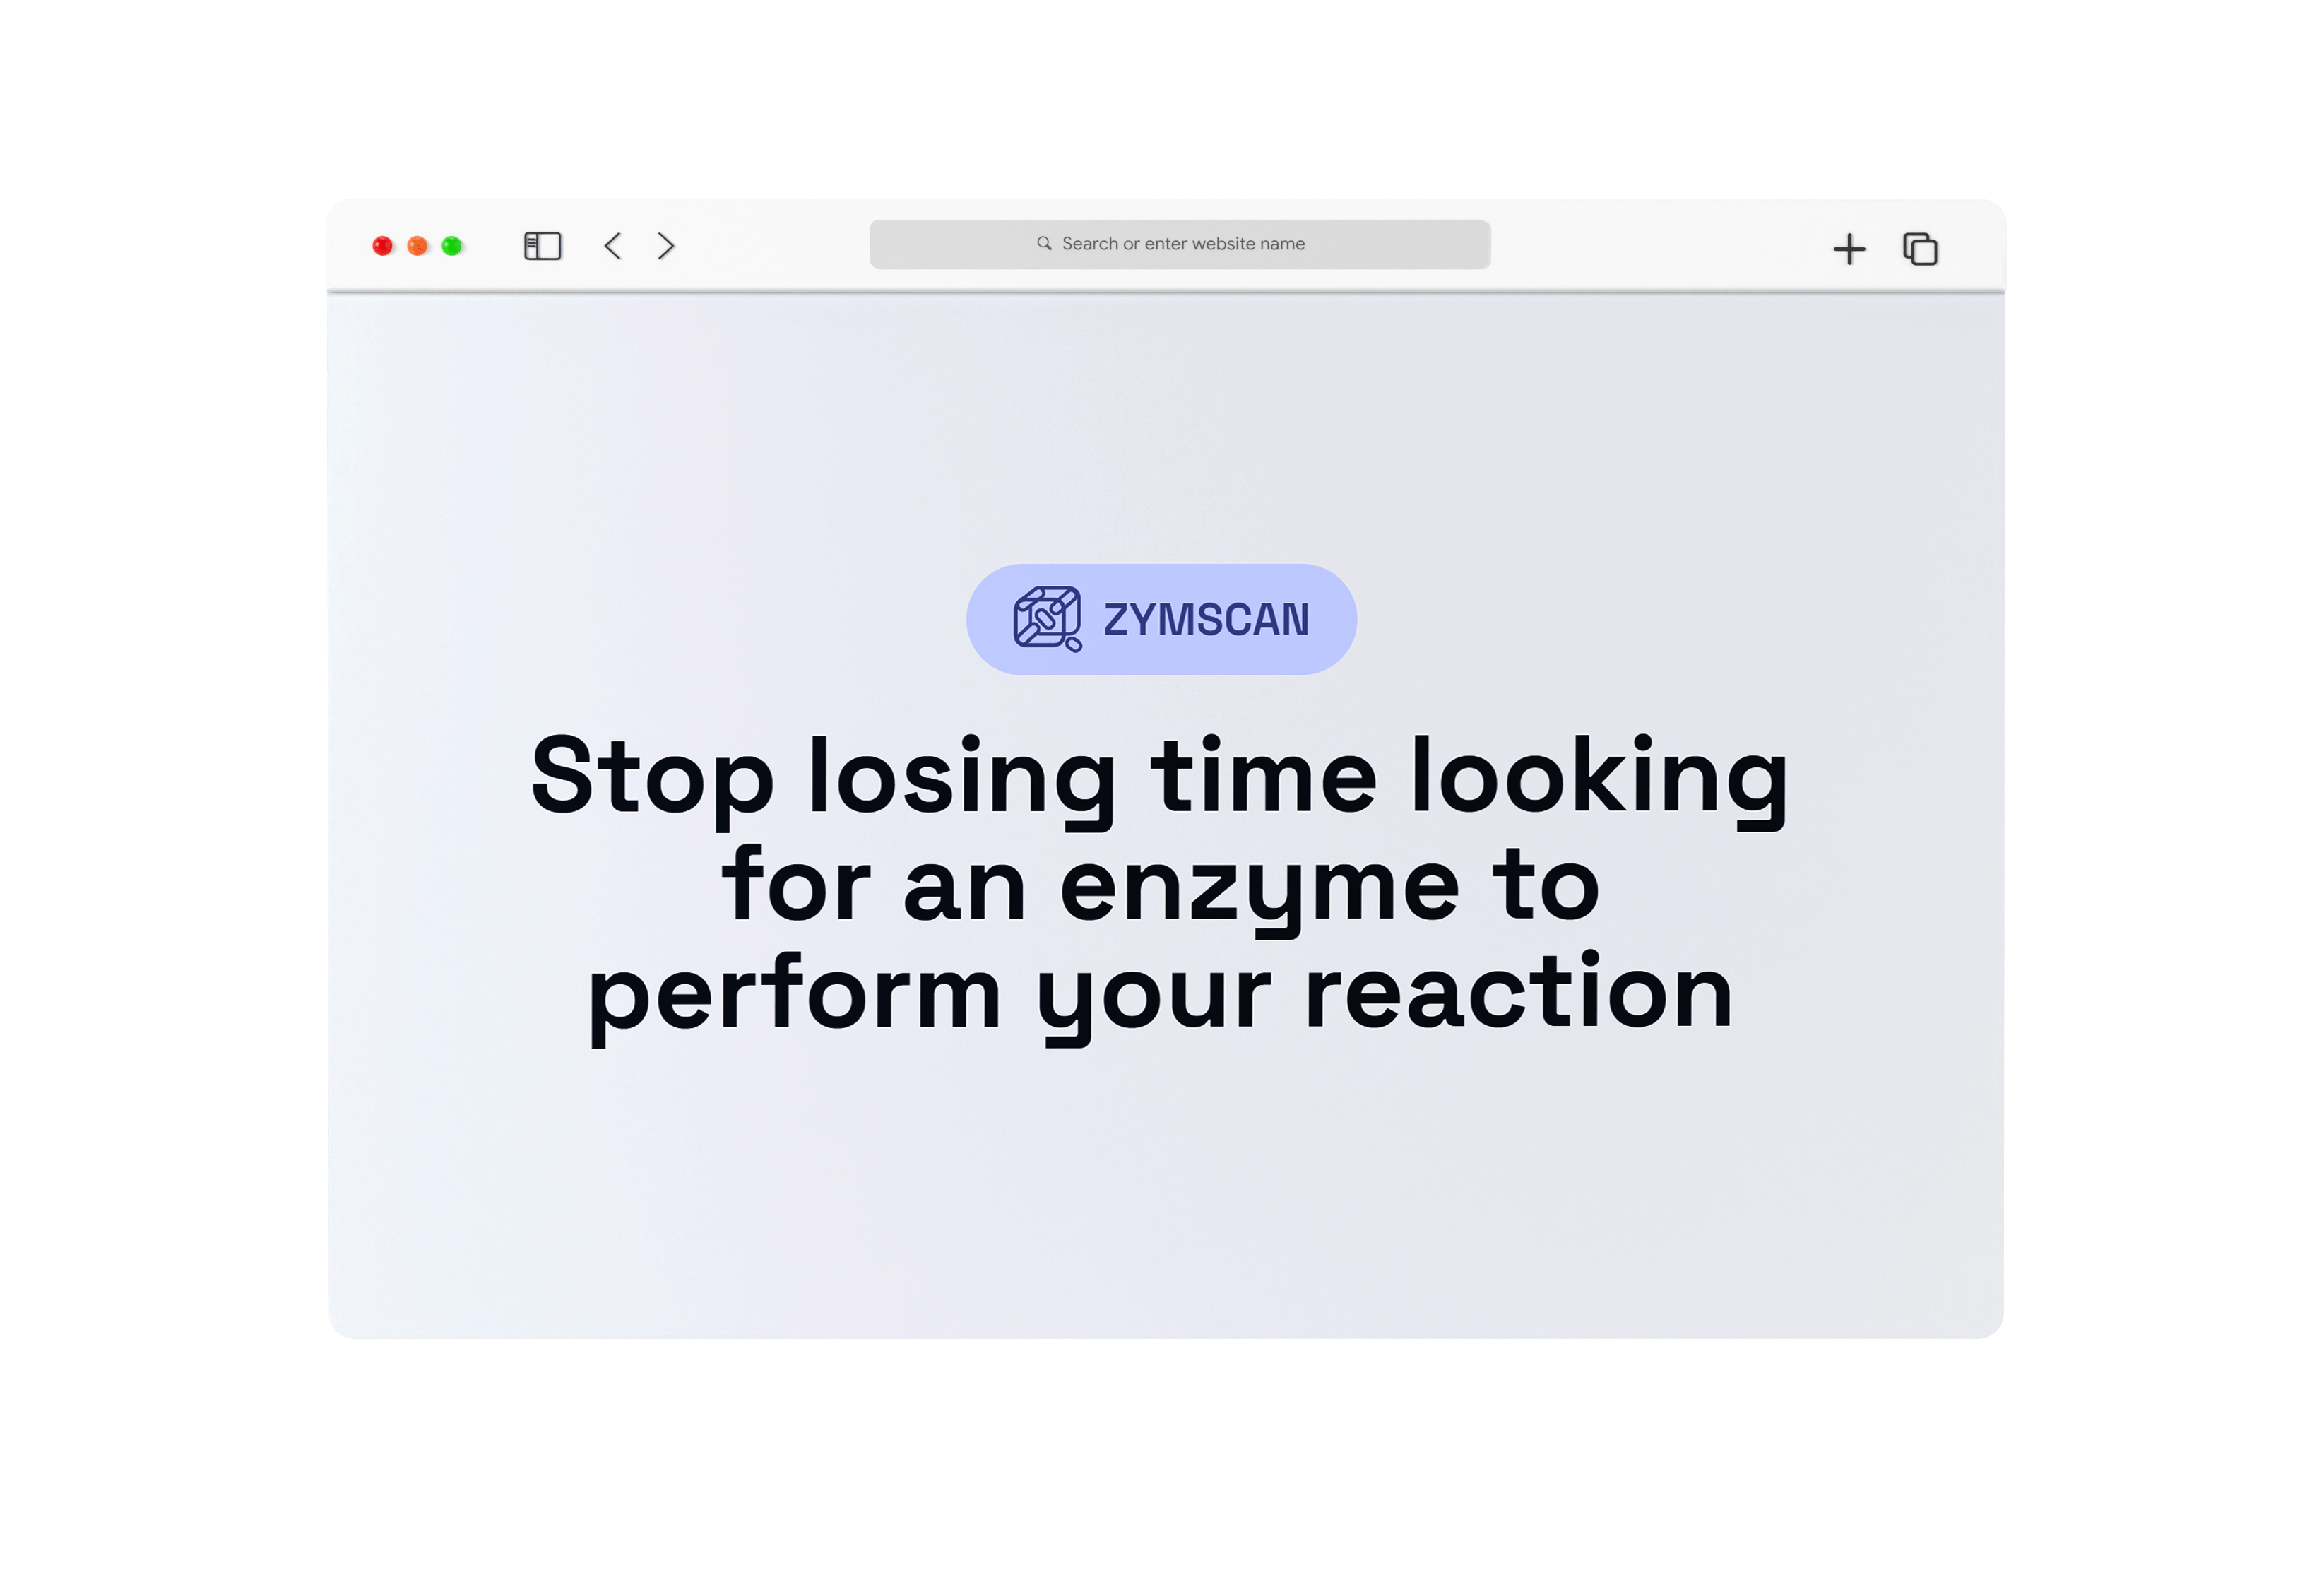 Search or enter website name
ZYMSCAN
Stop losing time looking
for an enzyme to
perform your reaction